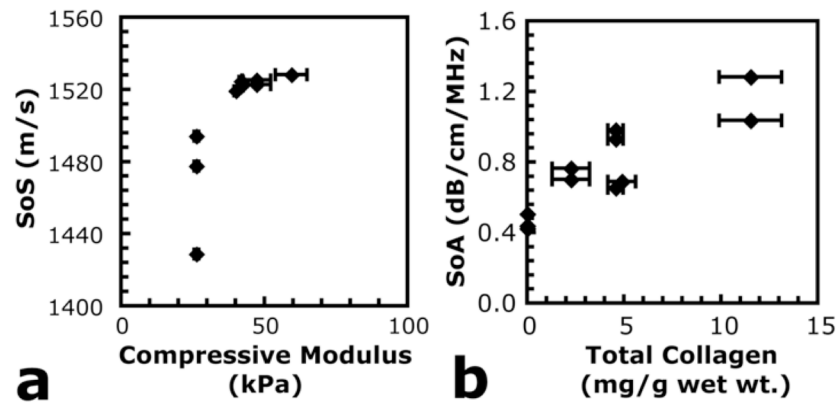 1560
1520
1480
1440
1400
SoS (m/s)
0
50
100
Compressive Modulus
(kPa)
a
1.6
1.2
0.8
0.4
0.0
SoA (dB/cm/MHz)
0
5
10
15
Total Collagen
(mg/g wet wt.)
b